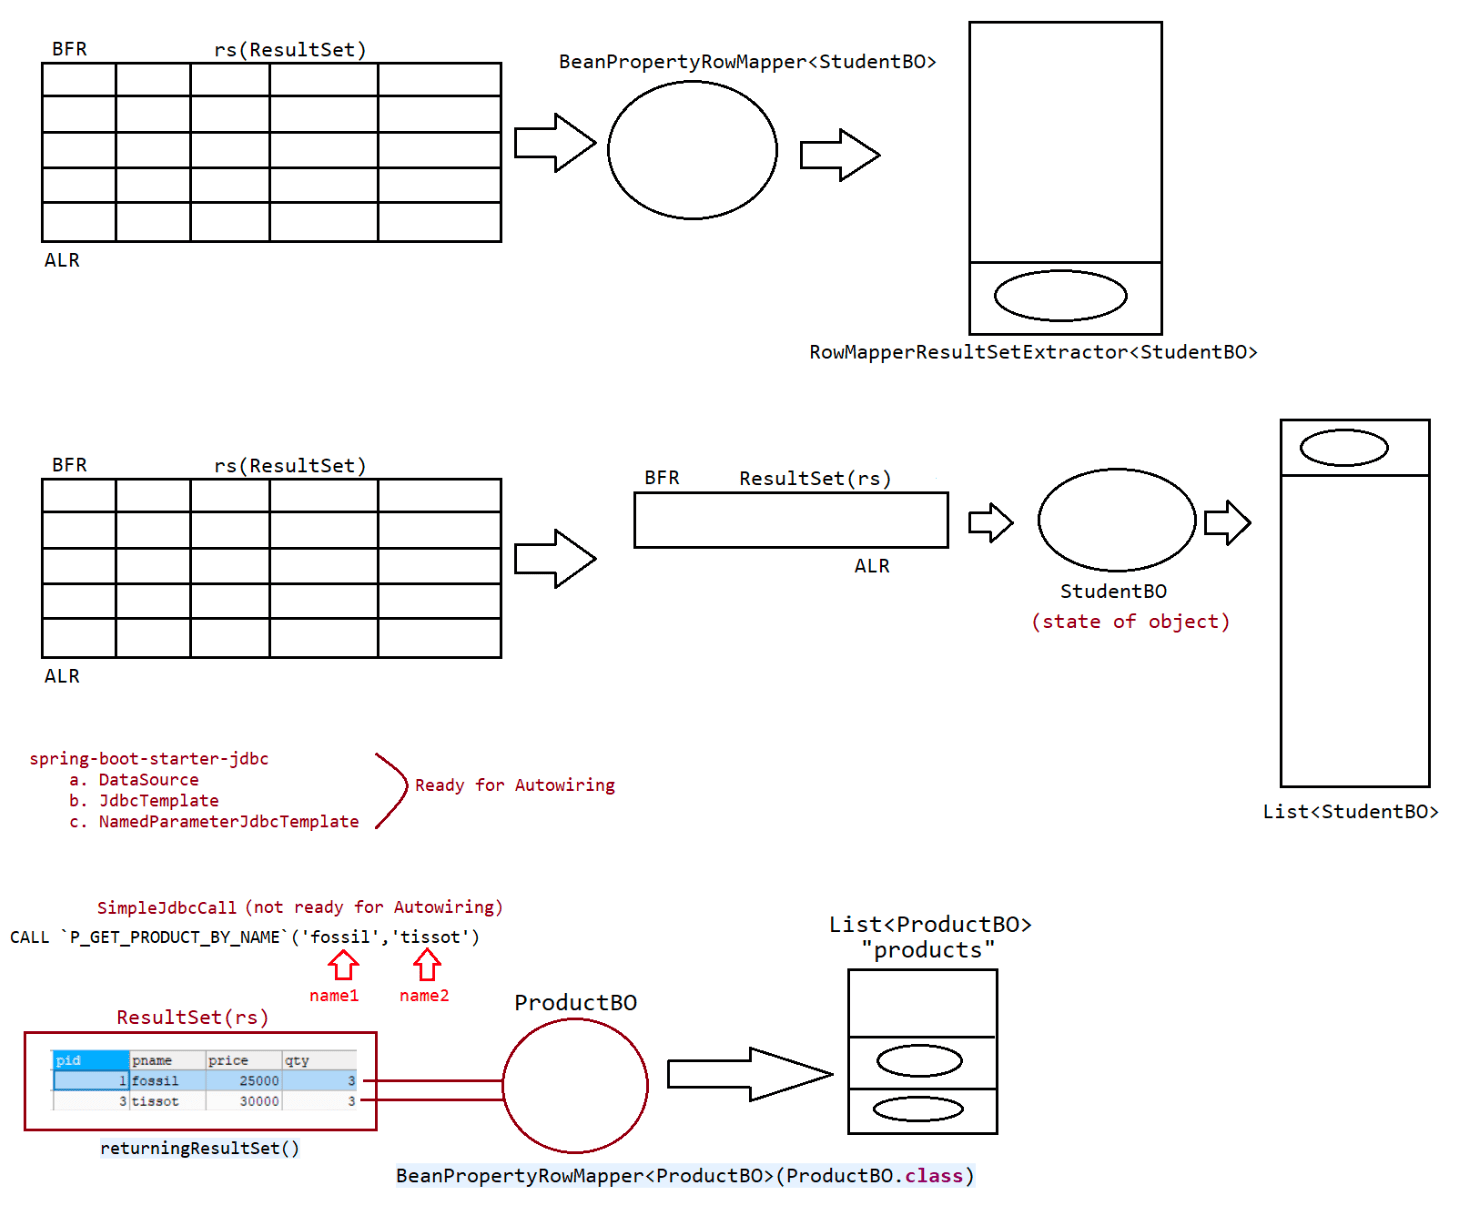 BFR rs(ResultSet)
BeanPropertyRowMapper<StudentBO>
ALR
RowMapperResultSetExtractor<StudentBO>
BFR rs(ResultSet)
BFR ResultSet(rs)
ALR
StudentBO
(state of object)
ALR
List<StudentBO>
spring-boot-starter-jdbc
a. DataSource
b. JdbcTemplate
c. NamedParameterJdbcTemplate
Ready for Autowiring
SimpleJdbcCall (not ready for Autowiring)
CALL `P_GET_PRODUCT_BY_NAME`('fossil','tissot')
name1 name2
List<ProductBO>
"products"
ResultSet(rs)
ProductBO
pid pname price qty
1 fossil 25000 3
3 tissot 30000 3
returningResultSet()
BeanPropertyRowMapper<ProductBO>(ProductBO.class)